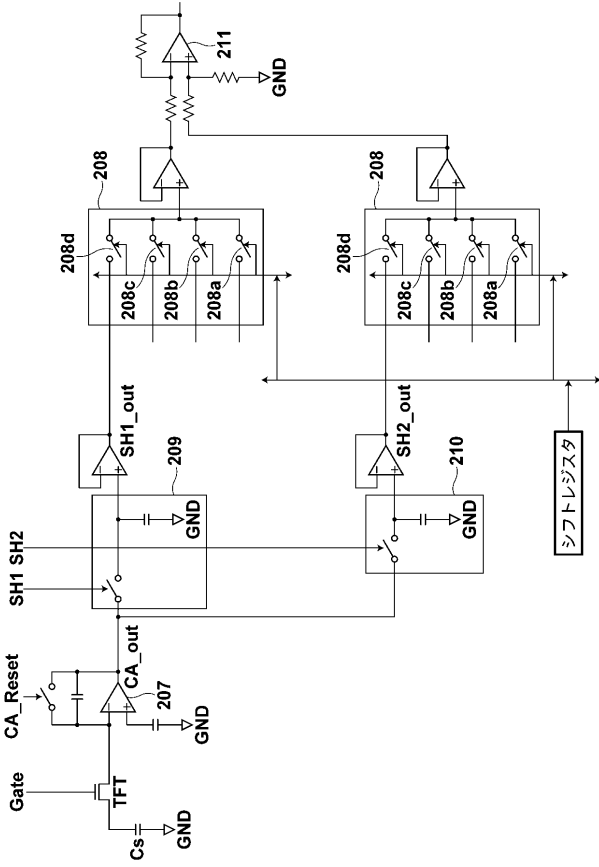 Cs
GND
Gate
TFT
CA_Reset
207
GND
CA_out
SH1
SH2
209
GND
SH1_out
208
208d
208c
208b
208a
211
GND
210
GND
SH2_out
208
208d
208c
208b
208a
シフトレジスタ